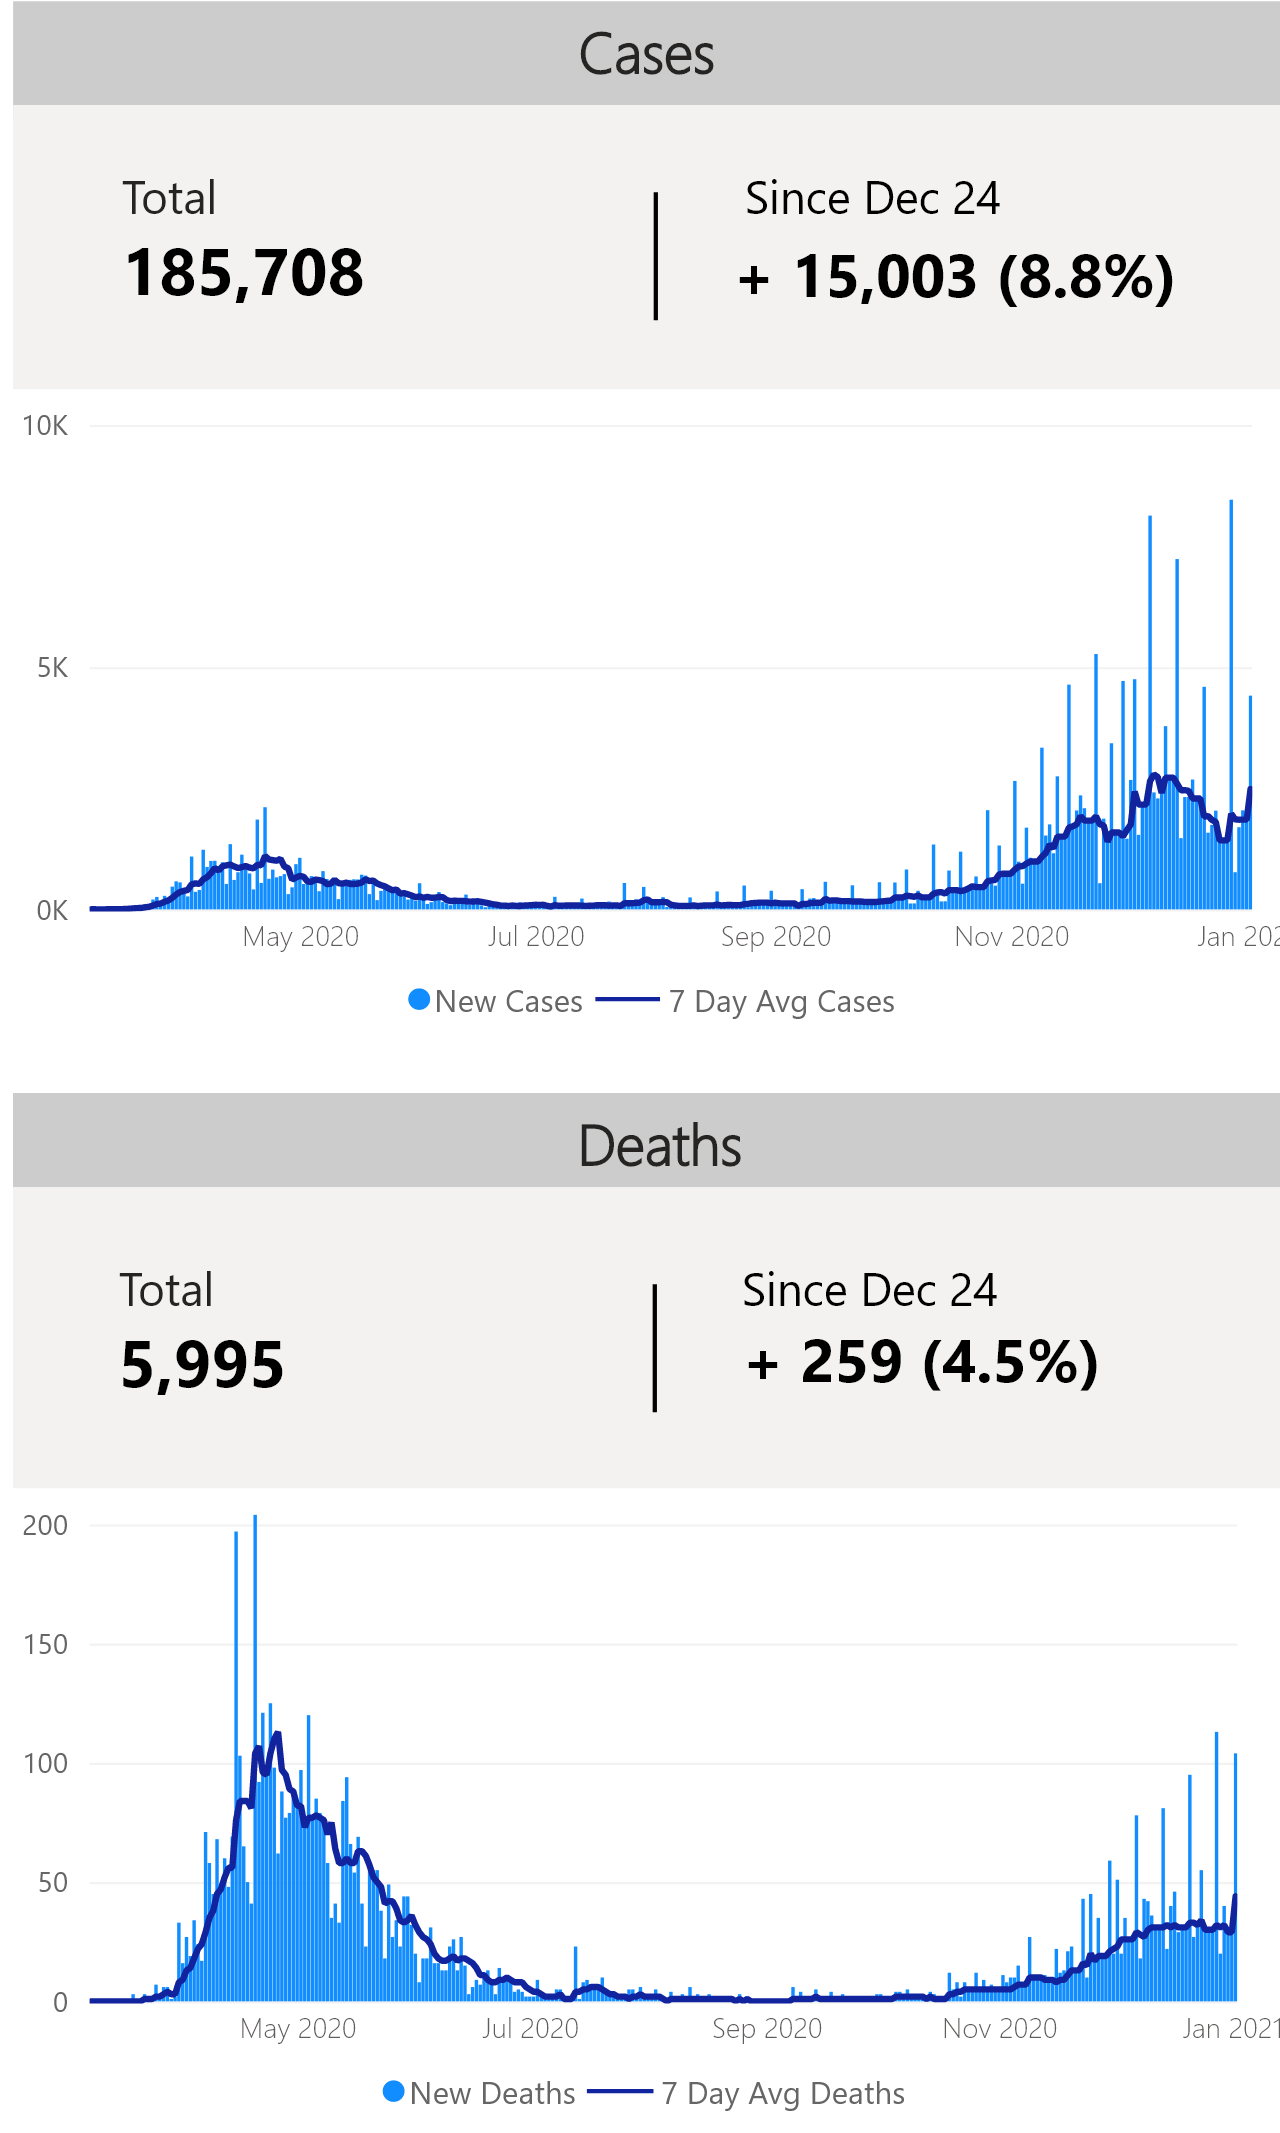 Cases
Total
Since Dec 24
185,708
+ 15,003 (8.8%)
10K
5K
0K
May 2020
Jul 2020
Sep 2020
Nov 2020
Jan 202
New Cases
7 Day Avg Cases
Deaths
Total
Since Dec 24
5,995
+ 259 (4.5%)
200
150
100
50
0
May 2020
Jul 2020
Sep 2020
Nov 2020
Jan 2021
New Deaths
7 Day Avg Deaths